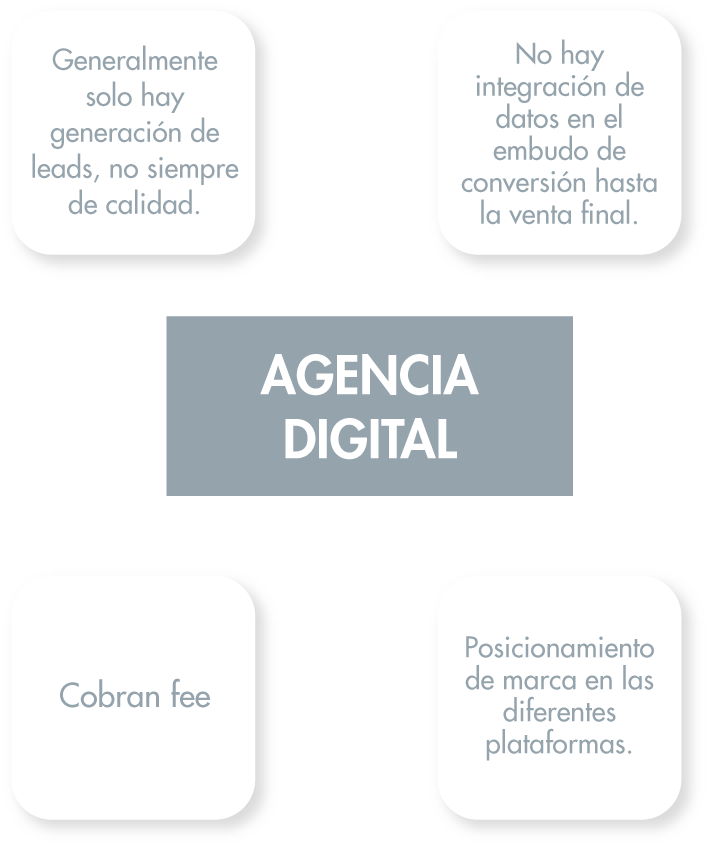 Generalmente
solo hay
generación de
leads, no siempre
de calidad.
No hay
integración de
datos en el
embudo de
conversión hasta
la venta final.
AGENCIA
DIGITAL
Cobran fee
Posicionamiento
de marca en las
diferentes
plataformas.